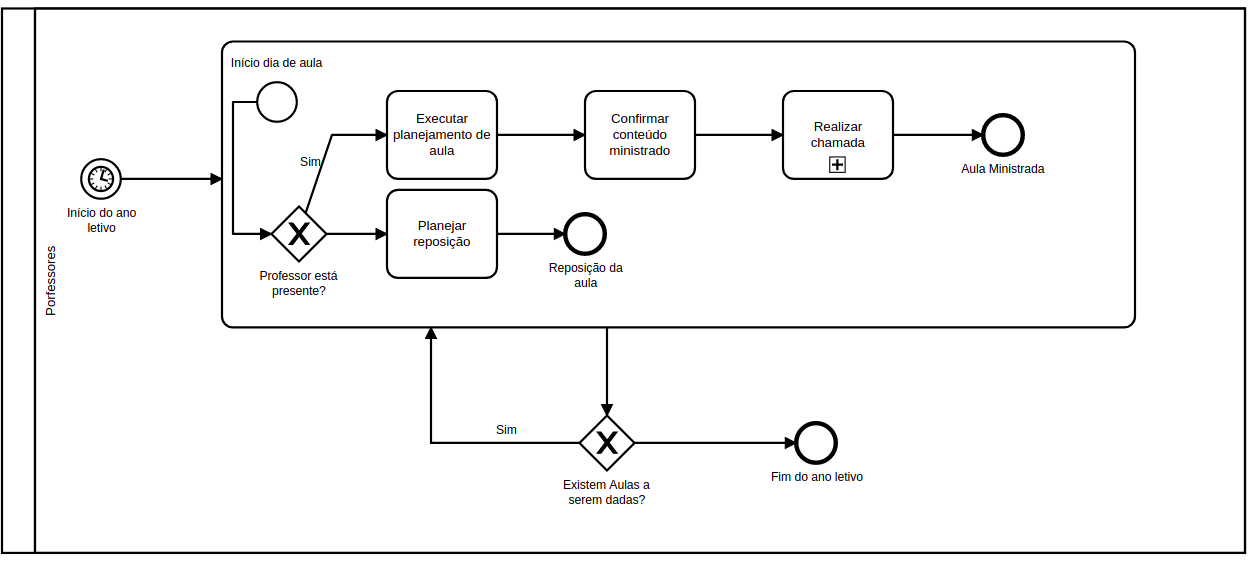 Início dia de aula
Executar
planejamento de
aula
Confirmar
conteúdo
ministrado
Realizar
chamada
Sim
Aula Ministrada
Início do ano
letivo
Planejar
reposição
Professor está
presente?
Reposição da
aula
Porfessores
Sim
Existem Aulas a
serem dadas?
Fim do ano letivo